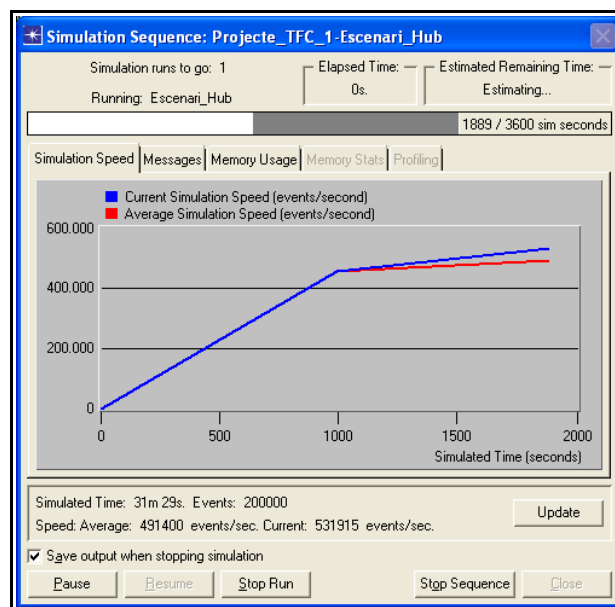 Simulation Sequence: Projecte_TFC_1-Escenari_Hub
Simulation runs to go: 1
Running: Escenari_Hub
Elapsed Time:
0s.
Estimated Remaining Time:
Estimating...
1889 / 3600 sim seconds
Simulation Speed Messages Memory Usage Memory Stats Profiling
Current Simulation Speed (events/second)
Average Simulation Speed (events/second)
600.000
400.000
200.000
0
0 500 1000 1500 2000
Simulated Time (seconds)
Simulated Time: 31m 29s. Events: 200000
Speed: Average: 491400 events/sec. Current: 531915 events/sec.
Update
Save output when stopping simulation
Pause Resume Stop Run Stop Sequence Close